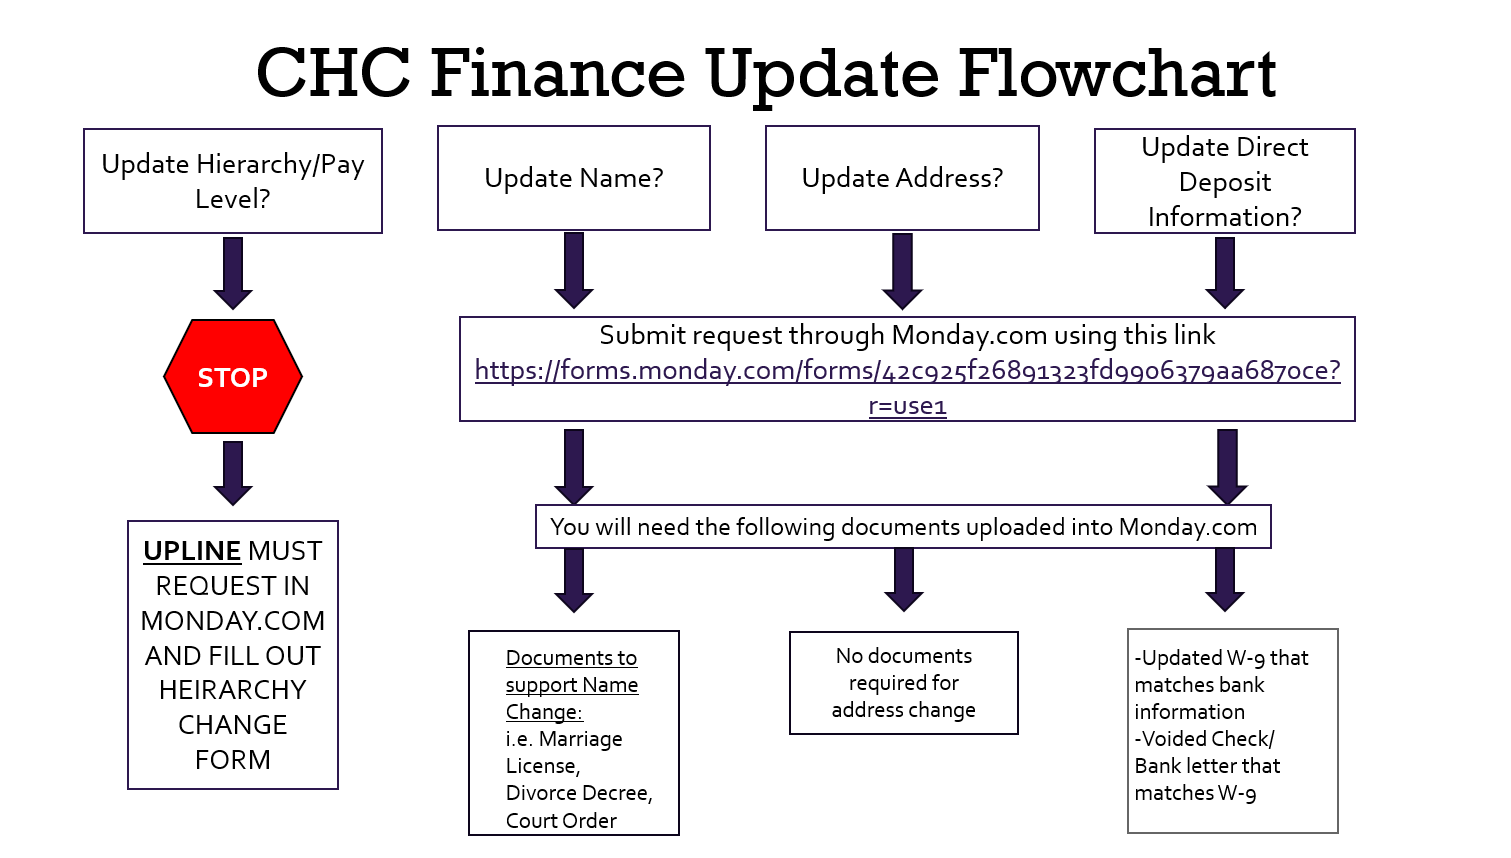 CHC Finance Update Flowchart
Update Hierarchy/Pay
Level?
Update Name?
Update Address?
Update Direct
Deposit
Information?
STOP
Submit request through Monday.com using this link
https://forms.monday.com/forms/42c925f26891323fd9906379aa6870ce?
r=use1
You will need the following documents uploaded into Monday.com
UPLINE MUST
REQUEST IN
MONDAY.COM
AND FILL OUT
HEIRARCHY
CHANGE
FORM
Documents to
support Name
Change:
i.e. Marriage
License,
Divorce Decree,
Court Order
No documents
required for
address change
-Updated W-9 that
matches bank
information
-Voided Check/
Bank letter that
matches W-9